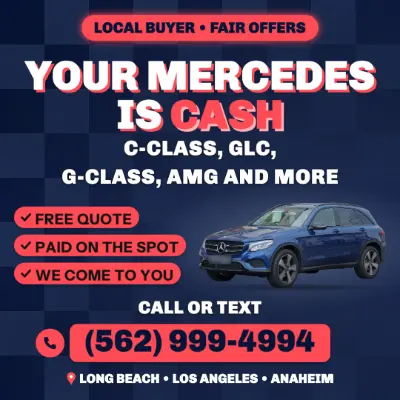 LOCAL BUYER • FAIR OFFERS
YOUR MERCEDES
IS CASH
C-CLASS, GLC,
G-CLASS, AMG AND MORE
FREE QUOTE
PAID ON THE SPOT
WE COME TO YOU
CALL OR TEXT
(562) 999-4994
LONG BEACH • LOS ANGELES • ANAHEIM